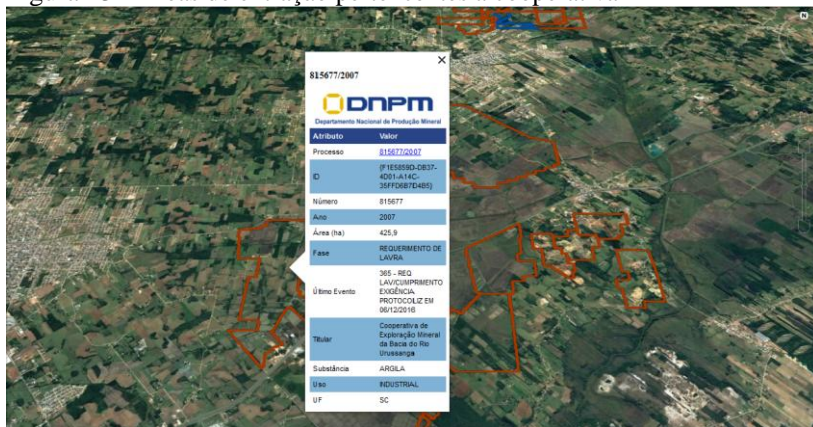 815677/2007
DNPM
Departamento Nacional de Produção Mineral
Atributo Valor
Processo 815677/2007
ID {F1E5859D-DB37-
4D01-A14C-
35FFD6B7D4B5}
Número 815677
Ano 2007
Área (ha) 425,9
Fase REQUERIMENTO DE
LAVRA
Último Evento 365 - REQ
LAV/CUMPRIMENTO
EXIGÊNCIA
PROTOCOLIZ EM
06/12/2016
Titular Cooperativa de
Exploração Mineral
da Bacia do Rio
Urussanga
Substância ARGILA
Uso INDUSTRIAL
UF SC